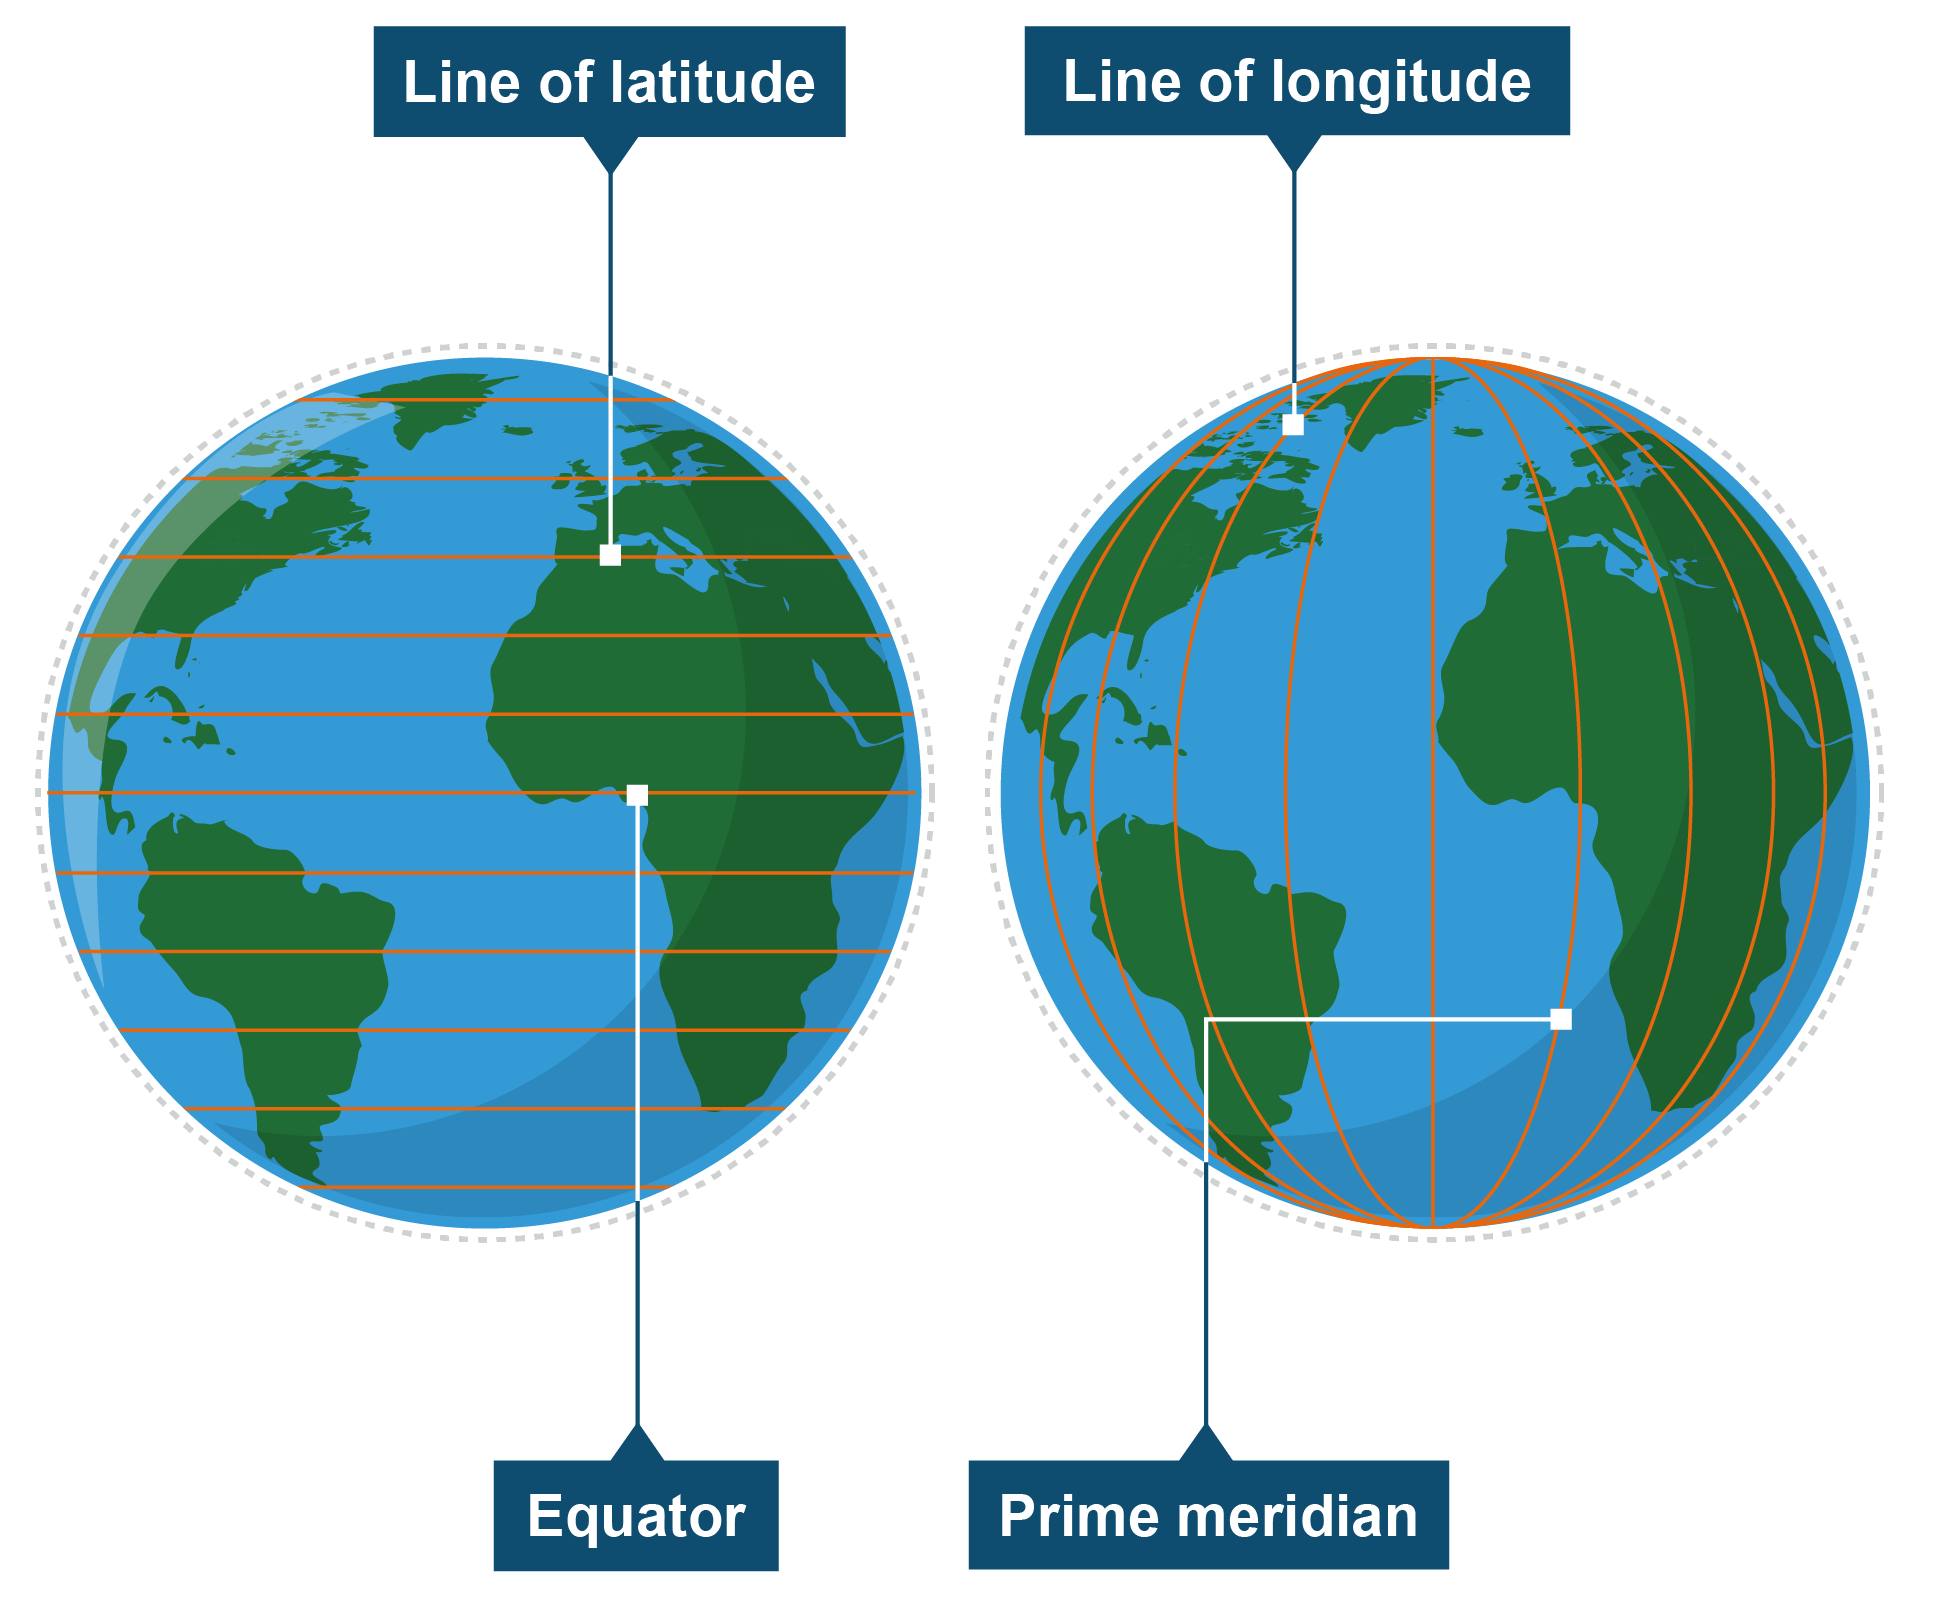 Line of latitude
Line of longitude
Equator
Prime meridian